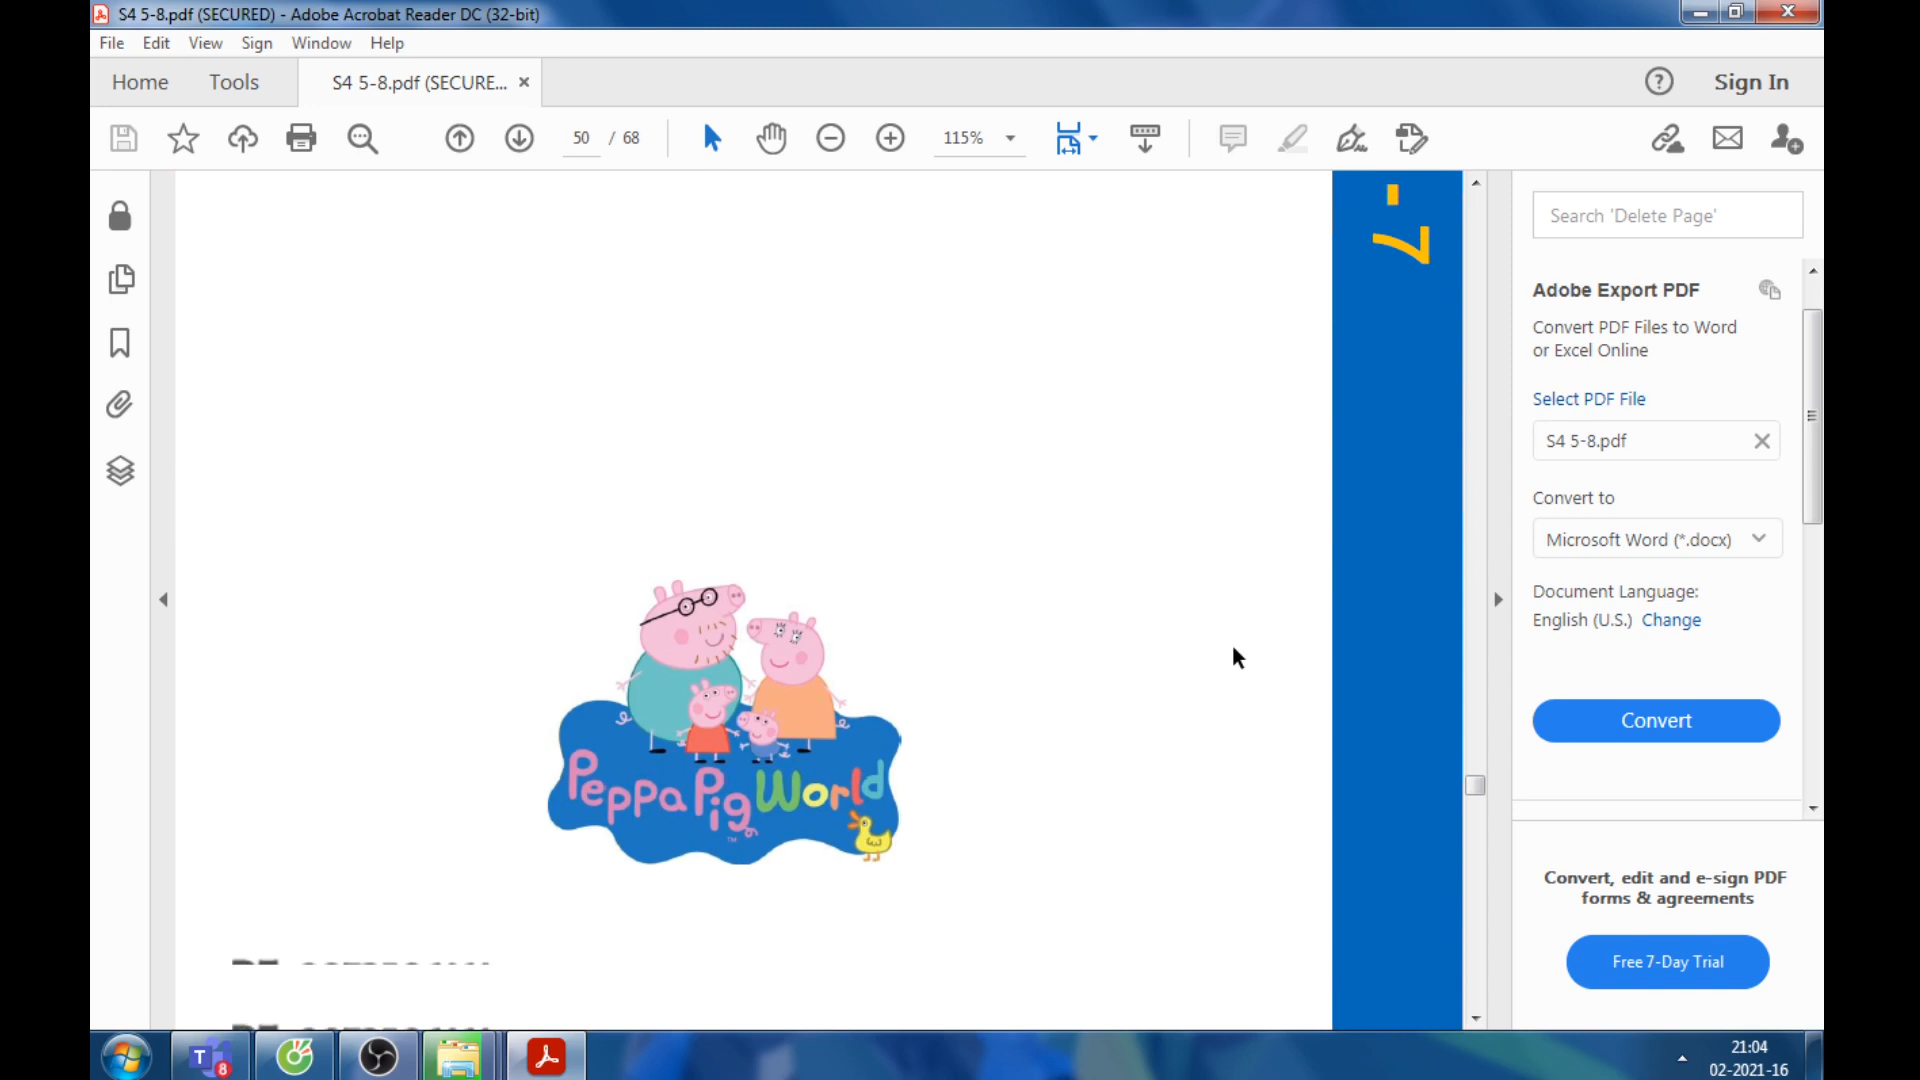 S4 5-8.pdf (SECURED) - Adobe Acrobat Reader DC (32-bit)
File Edit View Sign Window Help
Home Tools S4 5-8.pdf (SECURE... × Sign In
50 / 68 115%
- 7
Search 'Delete Page'
Adobe Export PDF
Convert PDF Files to Word
or Excel Online
Select PDF File
S4 5-8.pdf
Convert to
Microsoft Word (*.docx)
Document Language:
English (U.S.) Change
Convert
Peppa Pig World
TM
Convert, edit and e-sign PDF
forms & agreements
Free 7-Day Trial
T 8
21:04
02-2021-16